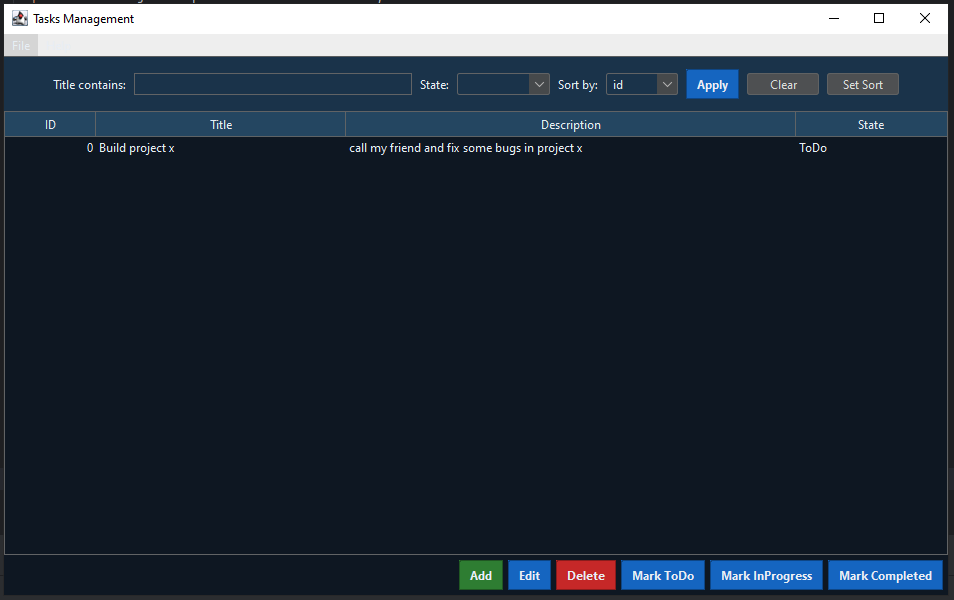 Tasks Management
File
Title contains: State: Sort by: id Apply Clear Set Sort
ID Title Description State
0 Build project x call my friend and fix some bugs in project x ToDo
Add Edit Delete Mark ToDo Mark InProgress Mark Completed